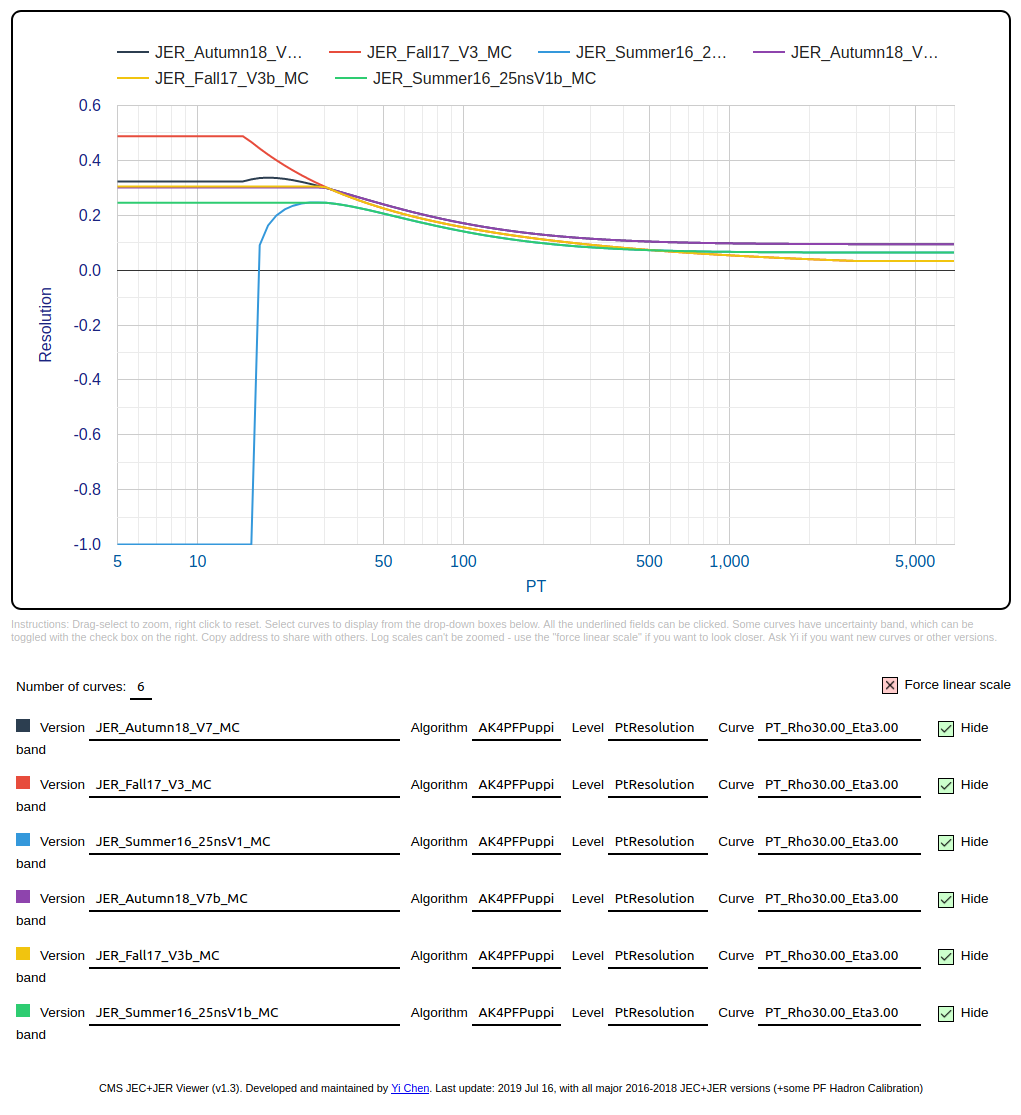 JER_Autumn18_V... JER_Fall17_V3_MC JER_Summer16_2... JER_Autumn18_V...
JER_Fall17_V3b_MC JER_Summer16_25nsV1b_MC
0.6
0.4
0.2
0.0
-0.2
-0.4
-0.6
-0.8
-1.0
Resolution
5 10 50 100 500 1,000 5,000
PT
Instructions: Drag-select to zoom, right click to reset. Select curves to display from the drop-down boxes below. All the underlined fields can be clicked. Some curves have uncertainty band, which can be
toggled with the check box on the right. Copy address to share with others. Log scales can't be zoomed - use the "force linear scale" if you want to look closer. Ask Yi if you want new curves or other versions.
Number of curves: 6 Force linear scale
Version JER_Autumn18_V7_MC Algorithm AK4PFPuppi Level PtResolution Curve PT_Rho30.00_Eta3.00 Hide
band
Version JER_Fall17_V3_MC Algorithm AK4PFPuppi Level PtResolution Curve PT_Rho30.00_Eta3.00 Hide
band
Version JER_Summer16_25nsV1_MC Algorithm AK4PFPuppi Level PtResolution Curve PT_Rho30.00_Eta3.00 Hide
band
Version JER_Autumn18_V7b_MC Algorithm AK4PFPuppi Level PtResolution Curve PT_Rho30.00_Eta3.00 Hide
band
Version JER_Fall17_V3b_MC Algorithm AK4PFPuppi Level PtResolution Curve PT_Rho30.00_Eta3.00 Hide
band
Version JER_Summer16_25nsV1b_MC Algorithm AK4PFPuppi Level PtResolution Curve PT_Rho30.00_Eta3.00 Hide
band
CMS JEC+JER Viewer (v1.3). Developed and maintained by Yi Chen. Last update: 2019 Jul 16, with all major 2016-2018 JEC+JER versions (+some PF Hadron Calibration)